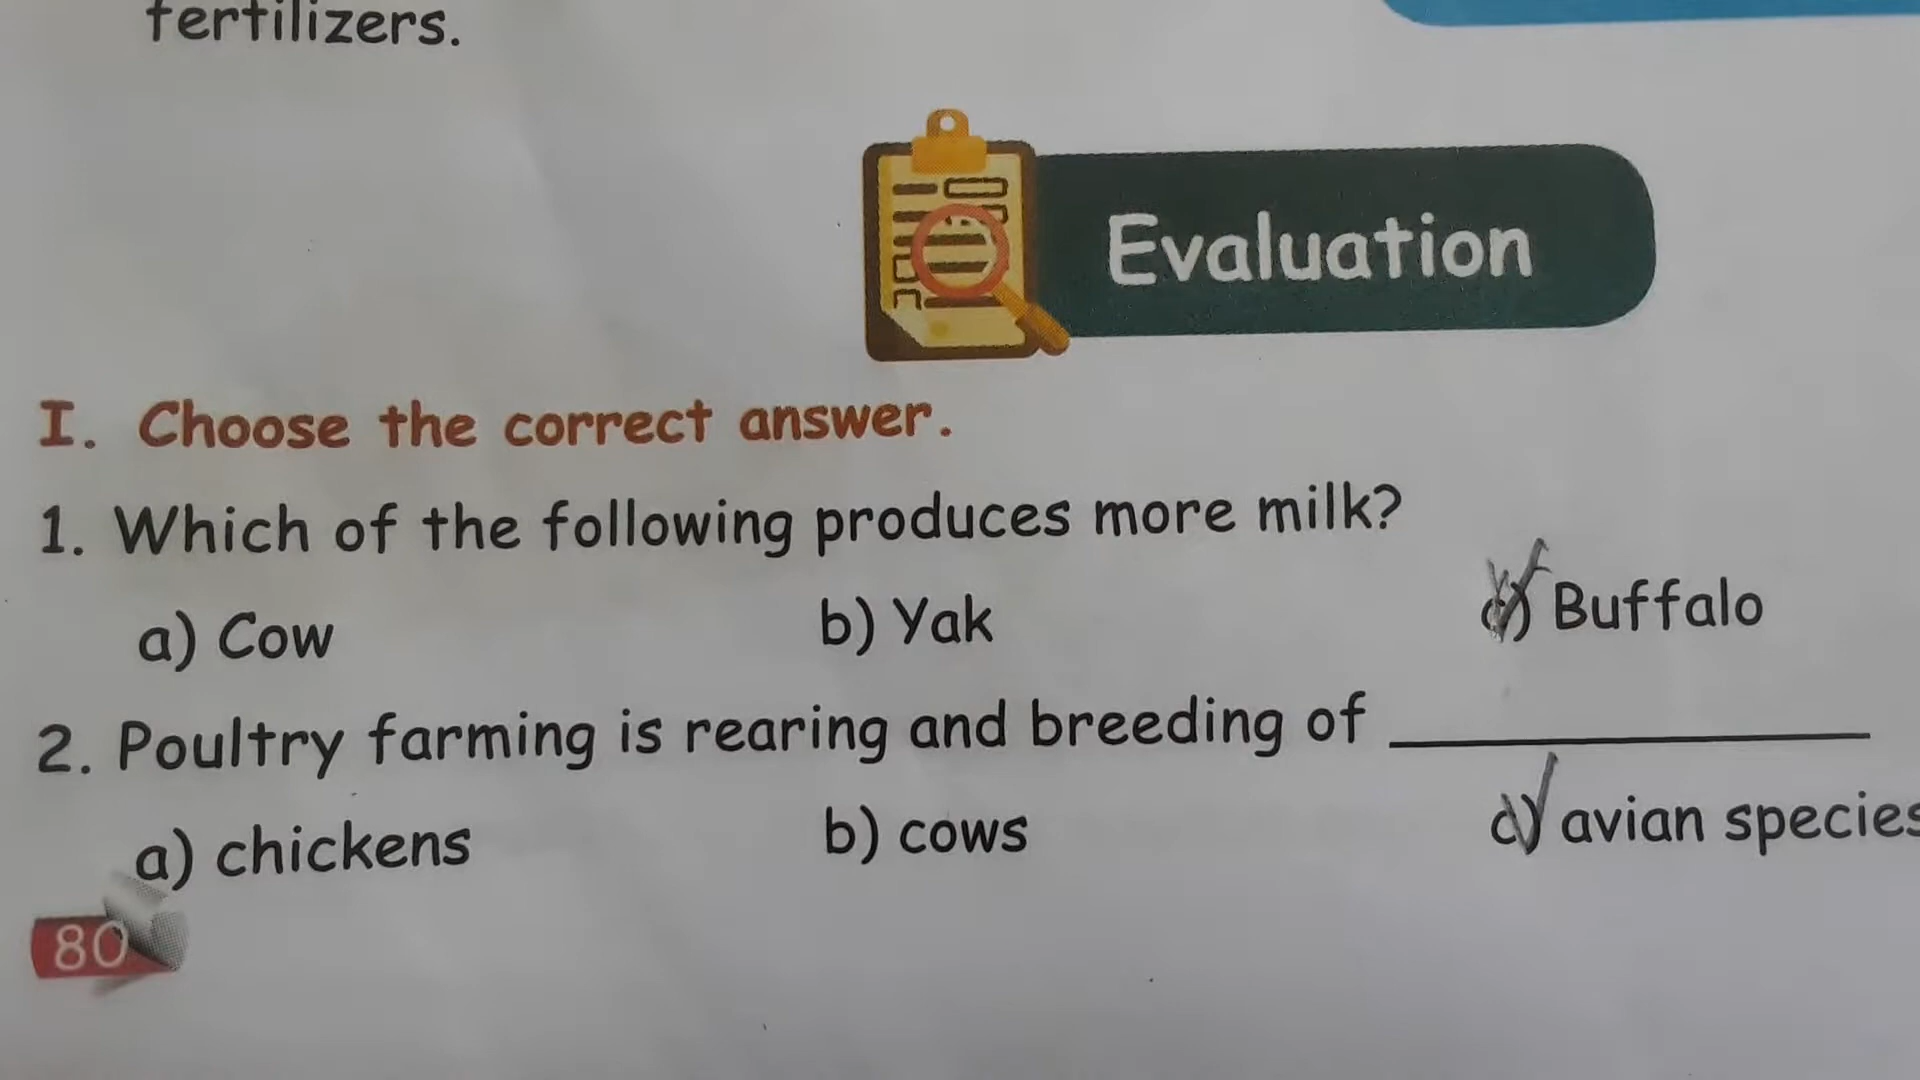 fertilizers.
Evaluation
I. Choose the correct answer.
1. Which of the following produces more milk?
a) Cow b) Yak c) Buffalo
2. Poultry farming is rearing and breeding of ____________
a) chickens b) cows c) avian species
80